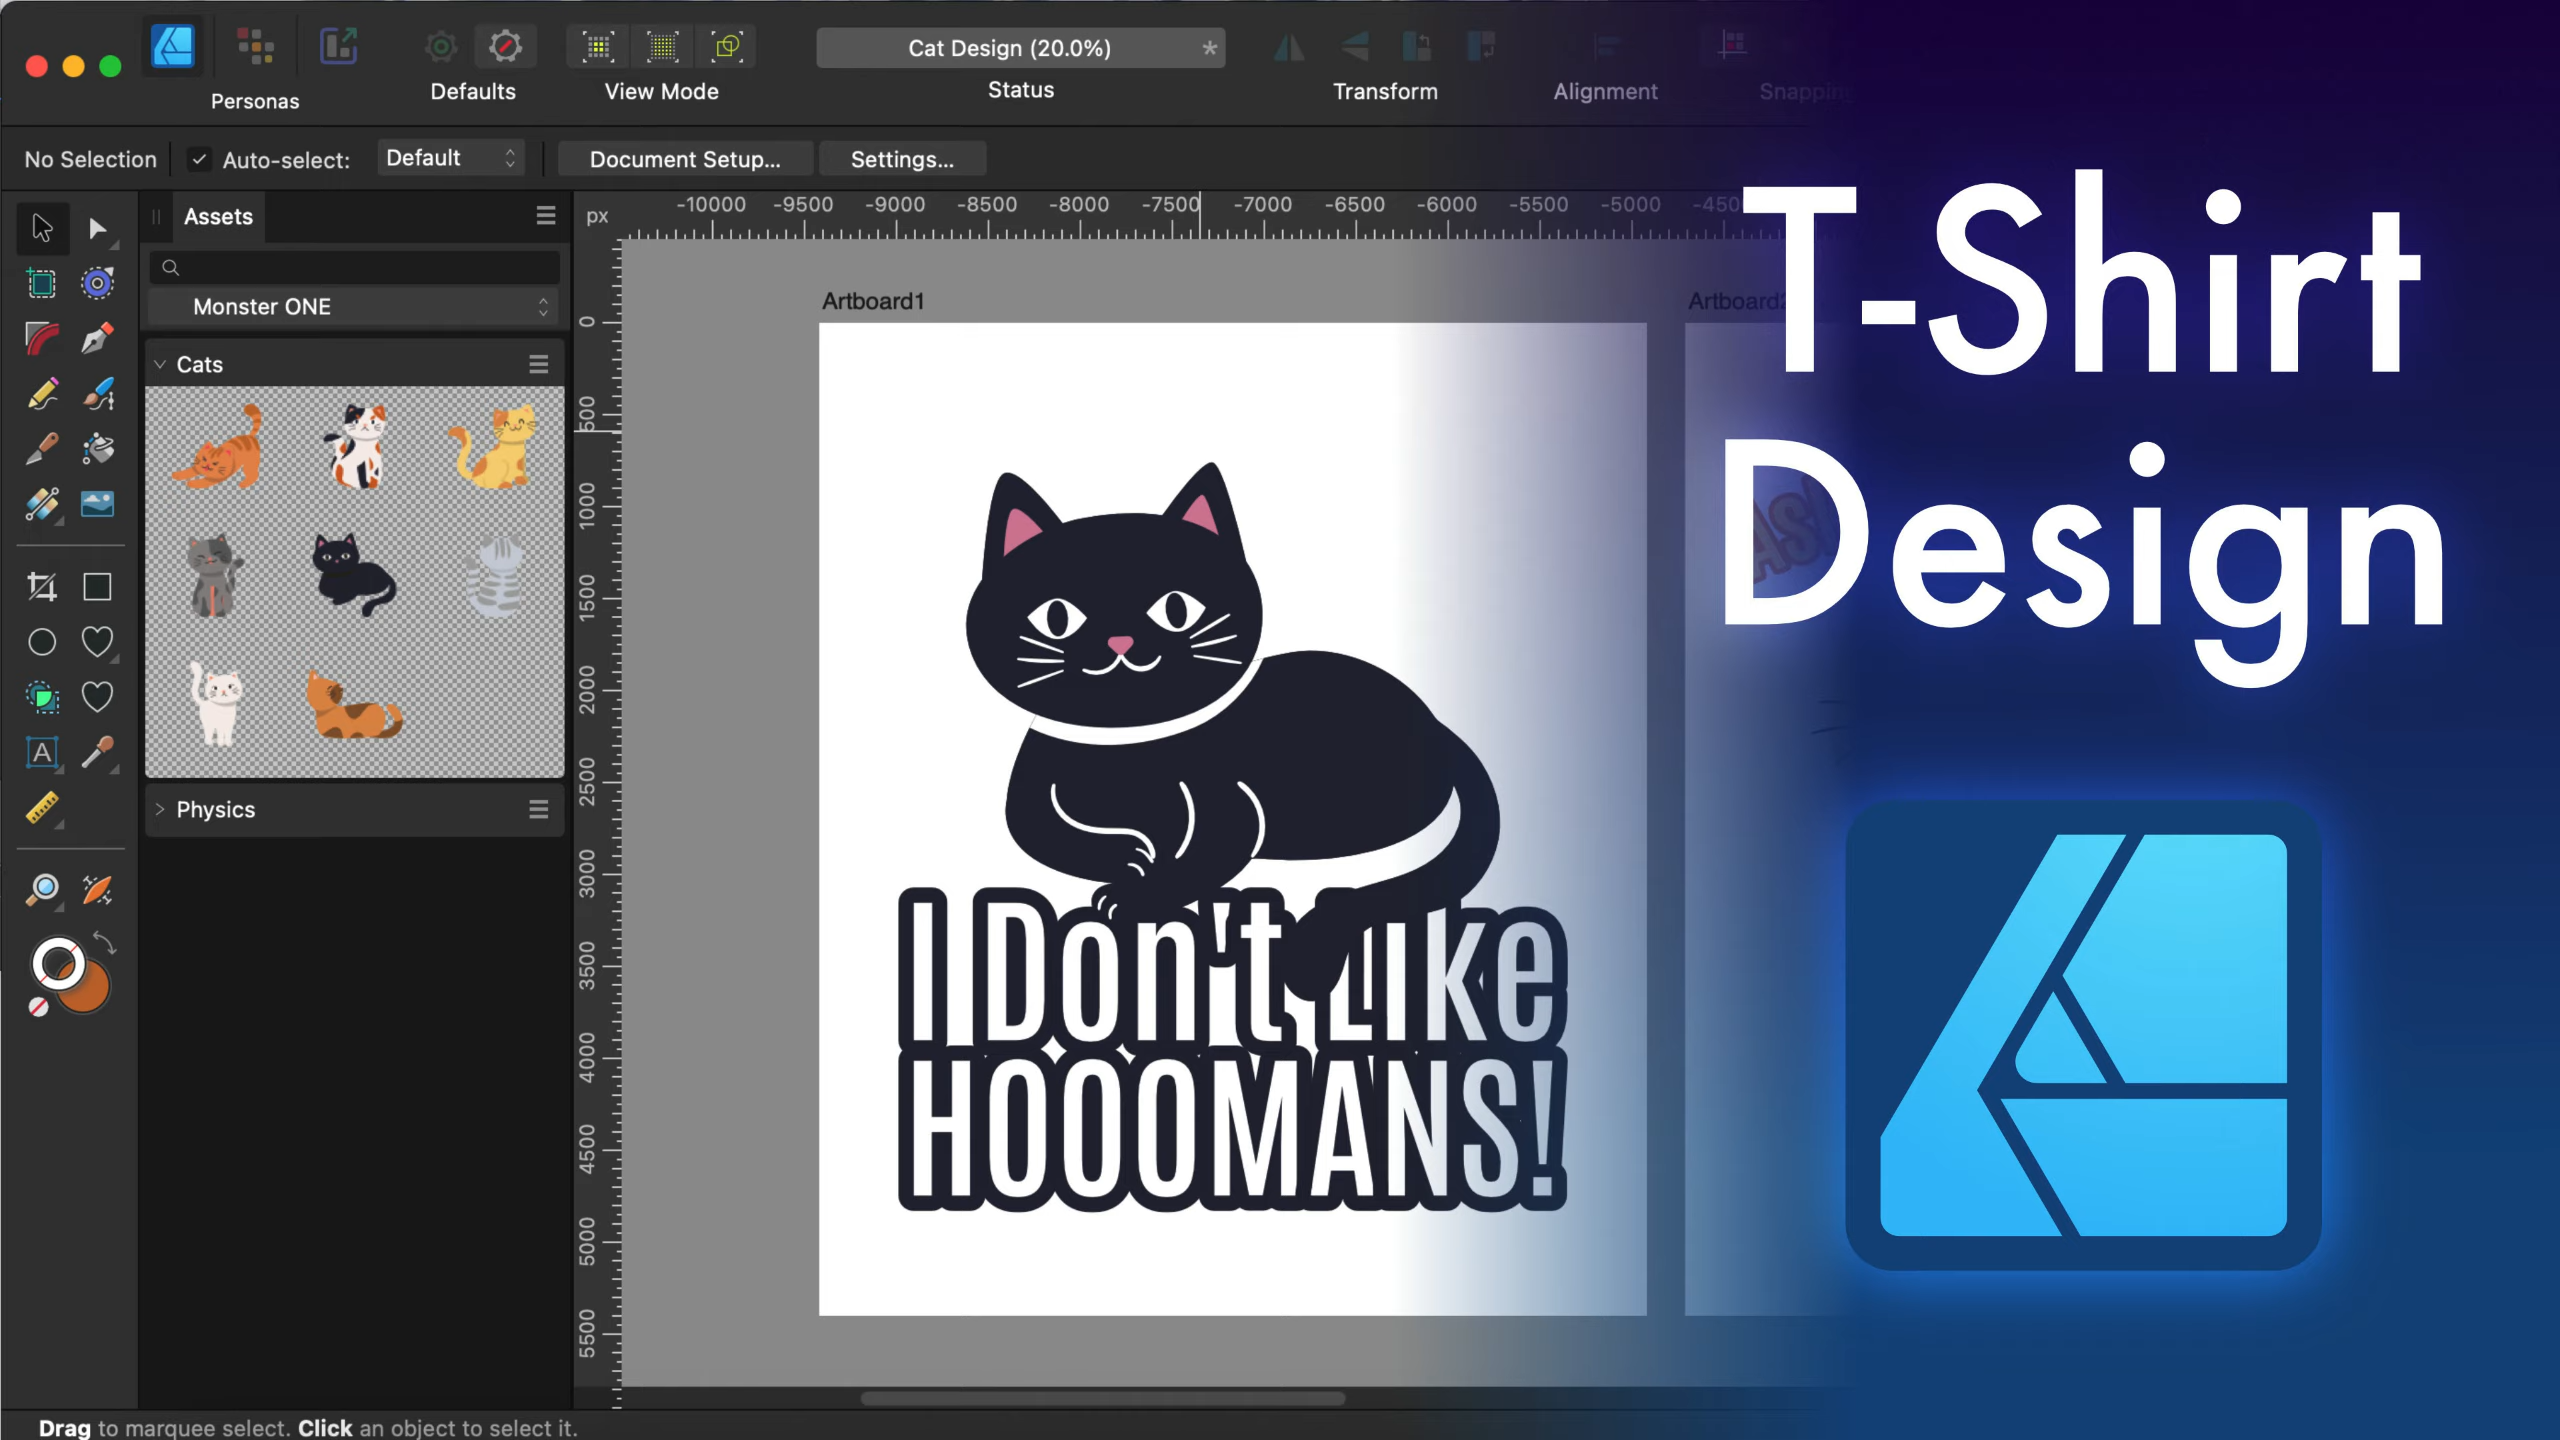 Cat Design (20.0%) *
Personas
Defaults
View Mode
Status
Transform
Alignment
Snapping
No Selection
Auto-select:
Default
Document Setup...
Settings...
Assets
px
-10000 -9500 -9000 -8500 -8000 -7500 -7000 -6500 -6000 -5500 -5000 -4500
Monster ONE
Cats
Physics
0
500
1000
1500
2000
2500
3000
3500
4000
4500
5000
5500
Artboard1
Artboard2
I Don't Like
HOOOMANS!
T-Shirt
Design
A
Drag to marquee select. Click an object to select it.